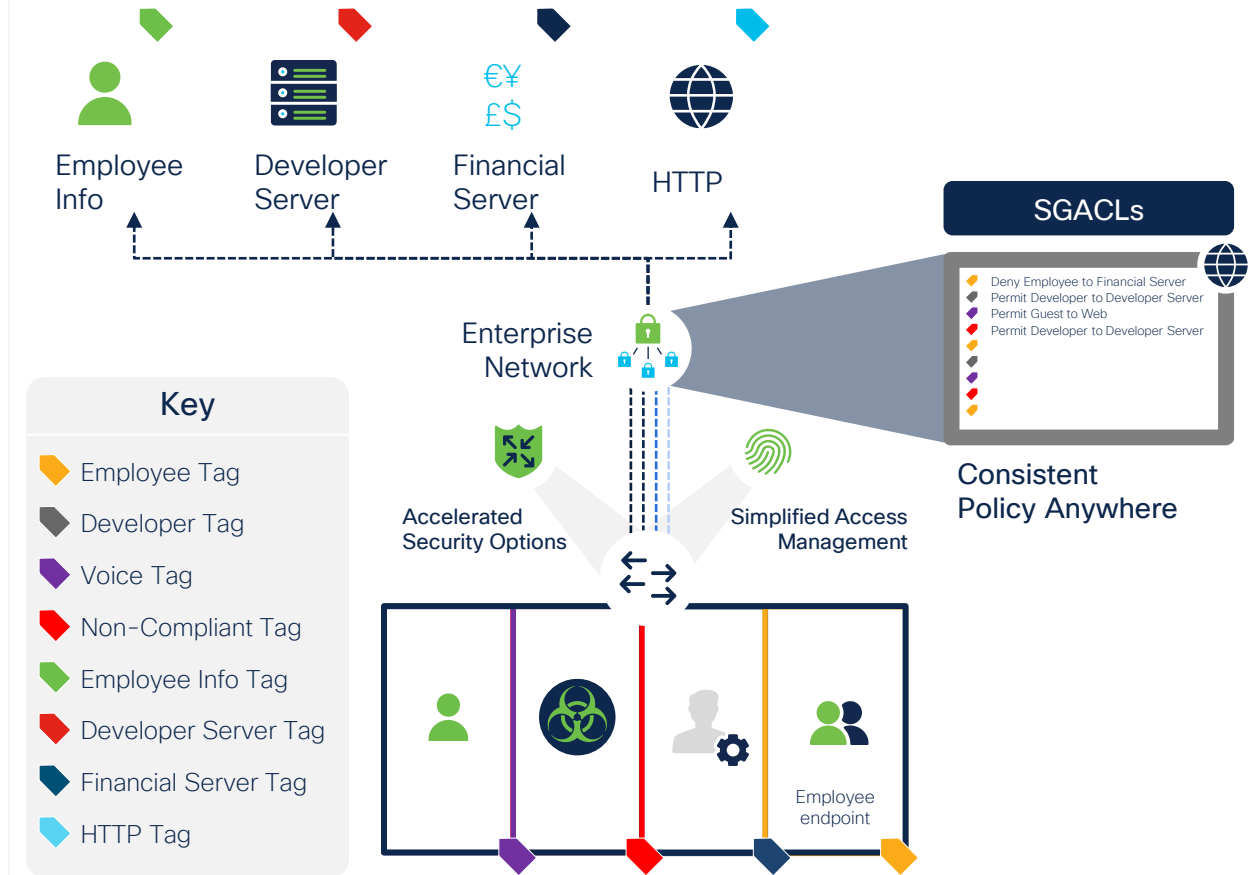 €¥
£$
Employee
Info
Developer
Server
Financial
Server
HTTP
SGACLs
Deny Employee to Financial Server
Permit Developer to Developer Server
Permit Guest to Web
Permit Developer to Developer Server
Enterprise
Network
Consistent
Policy Anywhere
Accelerated
Security Options
Simplified Access
Management
Key
Employee Tag
Developer Tag
Voice Tag
Non-Compliant Tag
Employee Info Tag
Developer Server Tag
Financial Server Tag
HTTP Tag
Employee
endpoint